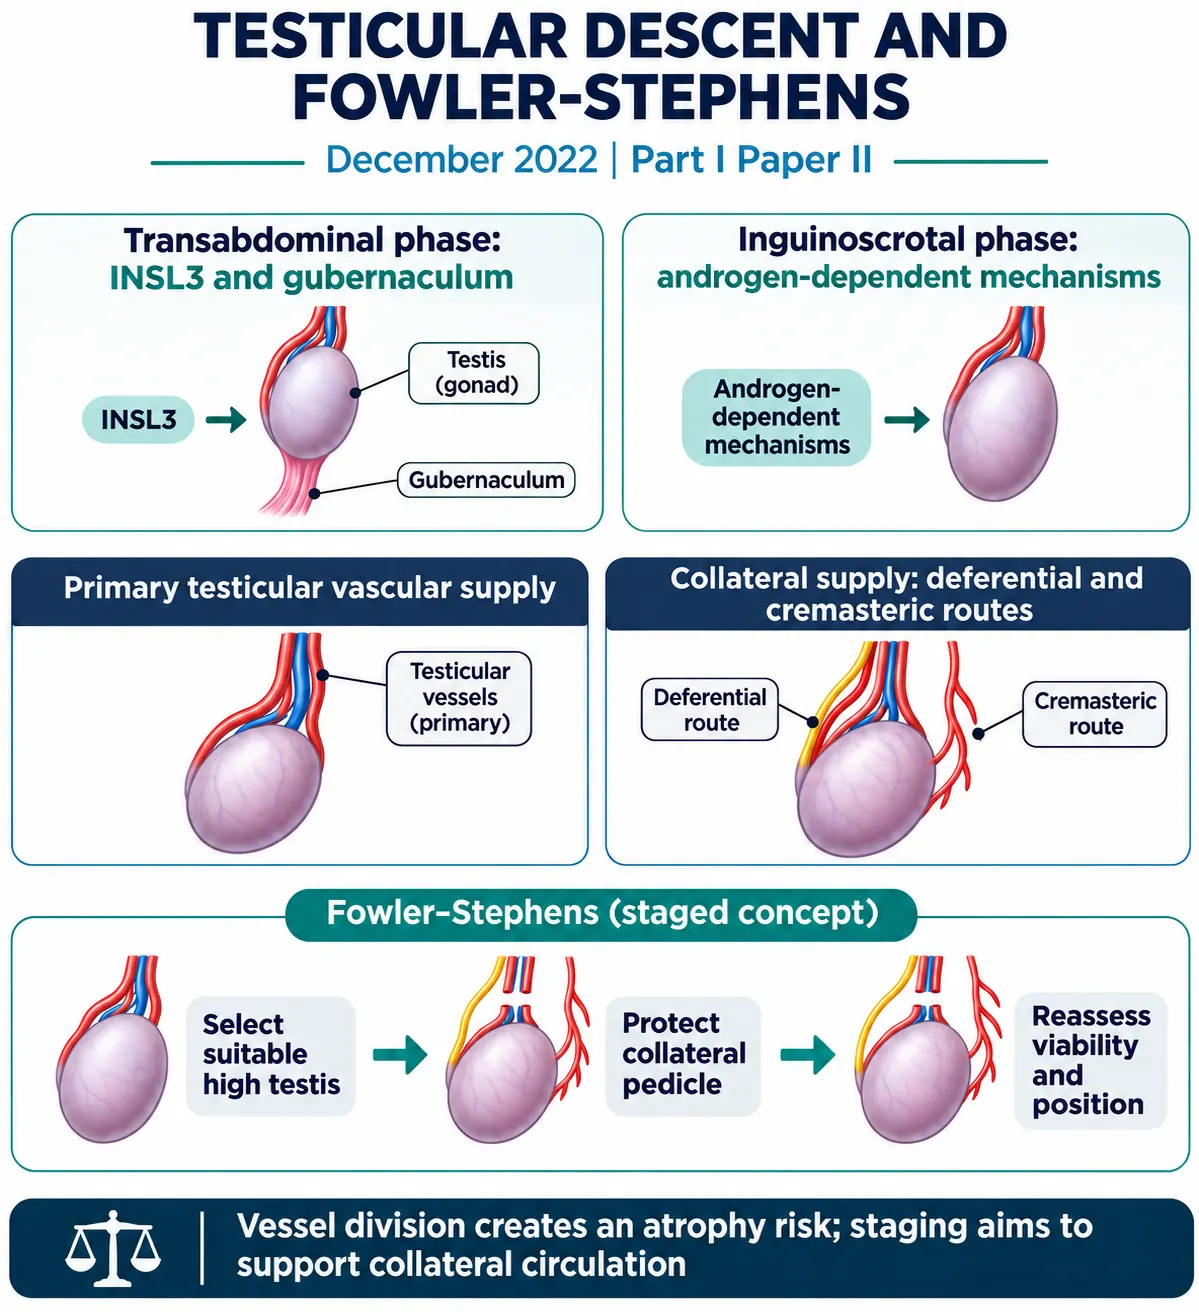 TESTICULAR DESCENT AND
FOWLER-STEPHENS
December 2022 | Part I Paper II
Transabdominal phase:
INSL3 and gubernaculum
INSL3
Testis
(gonad)
Gubernaculum
Inguinoscrotal phase:
androgen-dependent mechanisms
Androgen-
dependent
mechanisms
Primary testicular vascular supply
Testicular
vessels
(primary)
Collateral supply: deferential and
cremasteric routes
Deferential
route
Cremasteric
route
Fowler–Stephens (staged concept)
Select
suitable
high testis
Protect
collateral
pedicle
Reassess
viability
and
position
Vessel division creates an atrophy risk; staging aims to
support collateral circulation